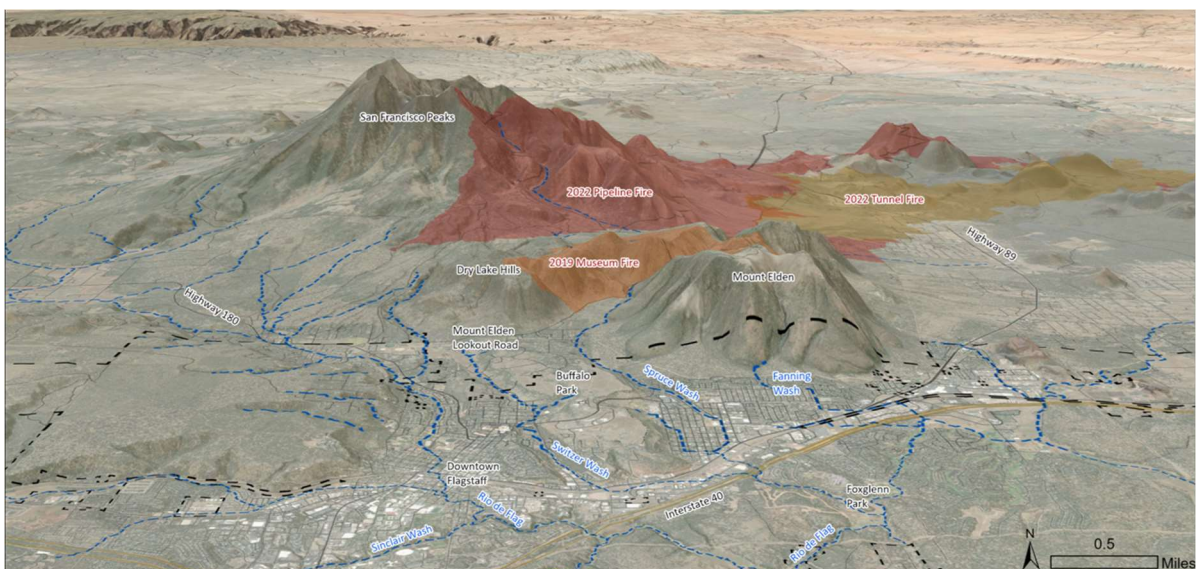 San Francisco Peaks
2022 Pipeline Fire
2022 Tunnel Fire
Highway 89
2019 Museum Fire
Dry Lake Hills
Mount Elden
Highway 180
Mount Elden
Lookout Road
Buffalo
Park
Spruce Wash
Fanning
Wash
Switzer Wash
Downtown
Flagstaff
Foxglenn
Park
Interstate 40
Rio de Flag
Sinclair Wash
Rio de Flag
N
0.5
Miles